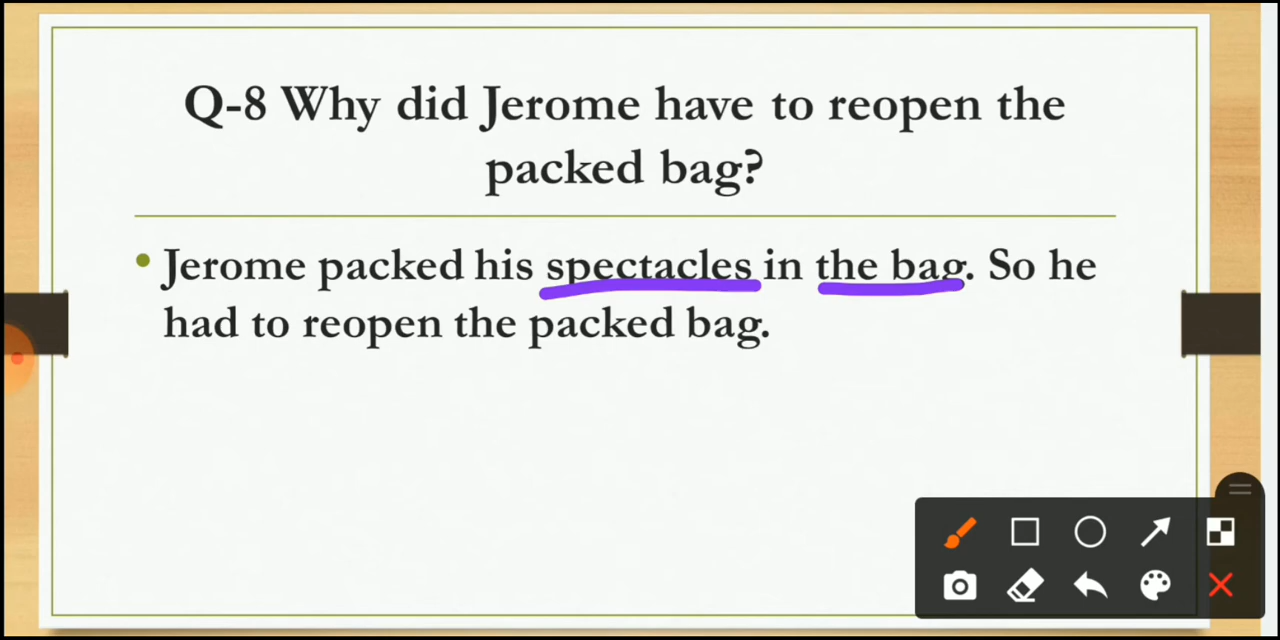 Q-8 Why did Jerome have to reopen the
packed bag?
• Jerome packed his spectacles in the bag. So he
had to reopen the packed bag.